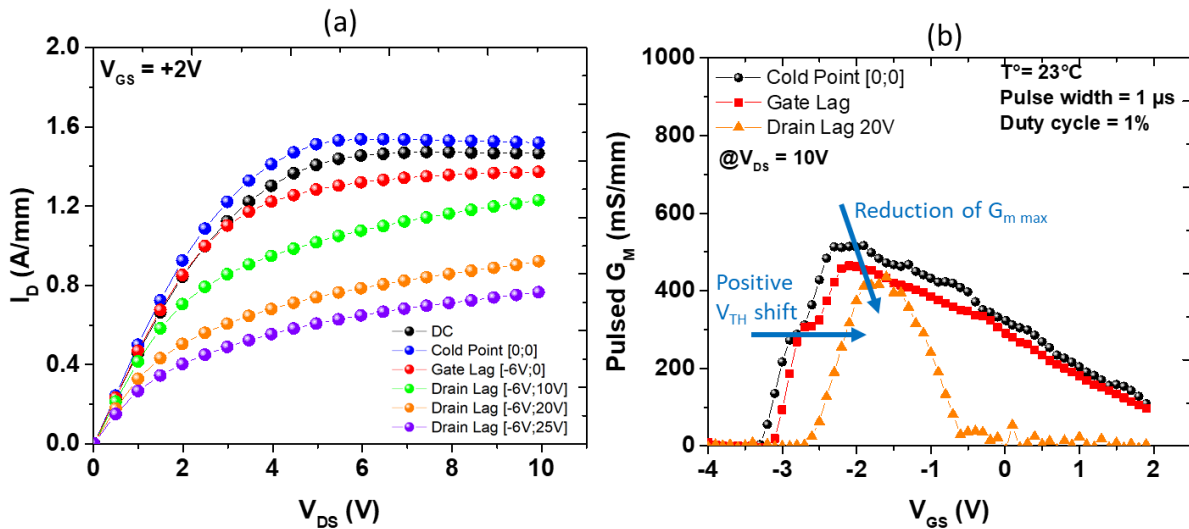 (a)
V_GS = +2V
I_D (A/mm)
2.0
1.6
1.2
0.8
0.4
0.0
DC
Cold Point [0;0]
Gate Lag [-6V;0]
Drain Lag [-6V;10V]
Drain Lag [-6V;20V]
Drain Lag [-6V;25V]
0 2 4 6 8 10
V_DS (V)
(b)
Pulsed G_M (mS/mm)
1000
800
600
400
200
0
Cold Point [0;0]
Gate Lag
Drain Lag 20V
@V_DS = 10V
T°= 23°C
Pulse width = 1 µs
Duty cycle = 1%
Reduction of G_m max
Positive
V_TH shift
-4 -3 -2 -1 0 1 2
V_GS (V)